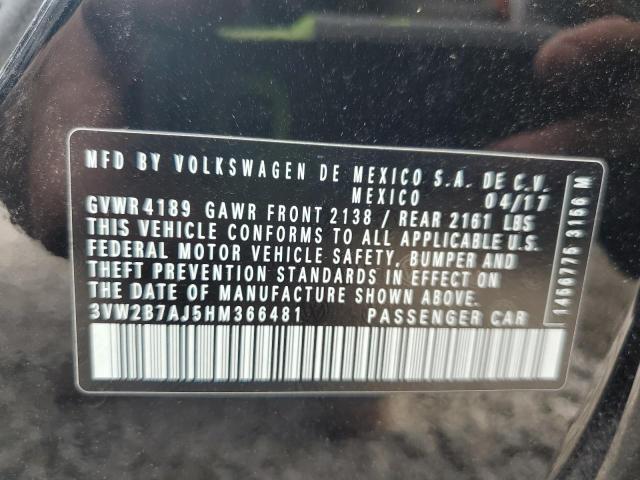 MFD BY VOLKSWAGEN DE MEXICO S.A. DE C.V.
MEXICO 04/17
GVWR 4189 GAWR FRONT 2138 / REAR 2161 LBS
THIS VEHICLE CONFORMS TO ALL APPLICABLE U.S.
FEDERAL MOTOR VEHICLE SAFETY, BUMPER AND
THEFT PREVENTION STANDARDS IN EFFECT ON
THE DATE OF MANUFACTURE SHOWN ABOVE.
3VW2B7AJ5HM366481 PASSENGER CAR
1456775 3166 M